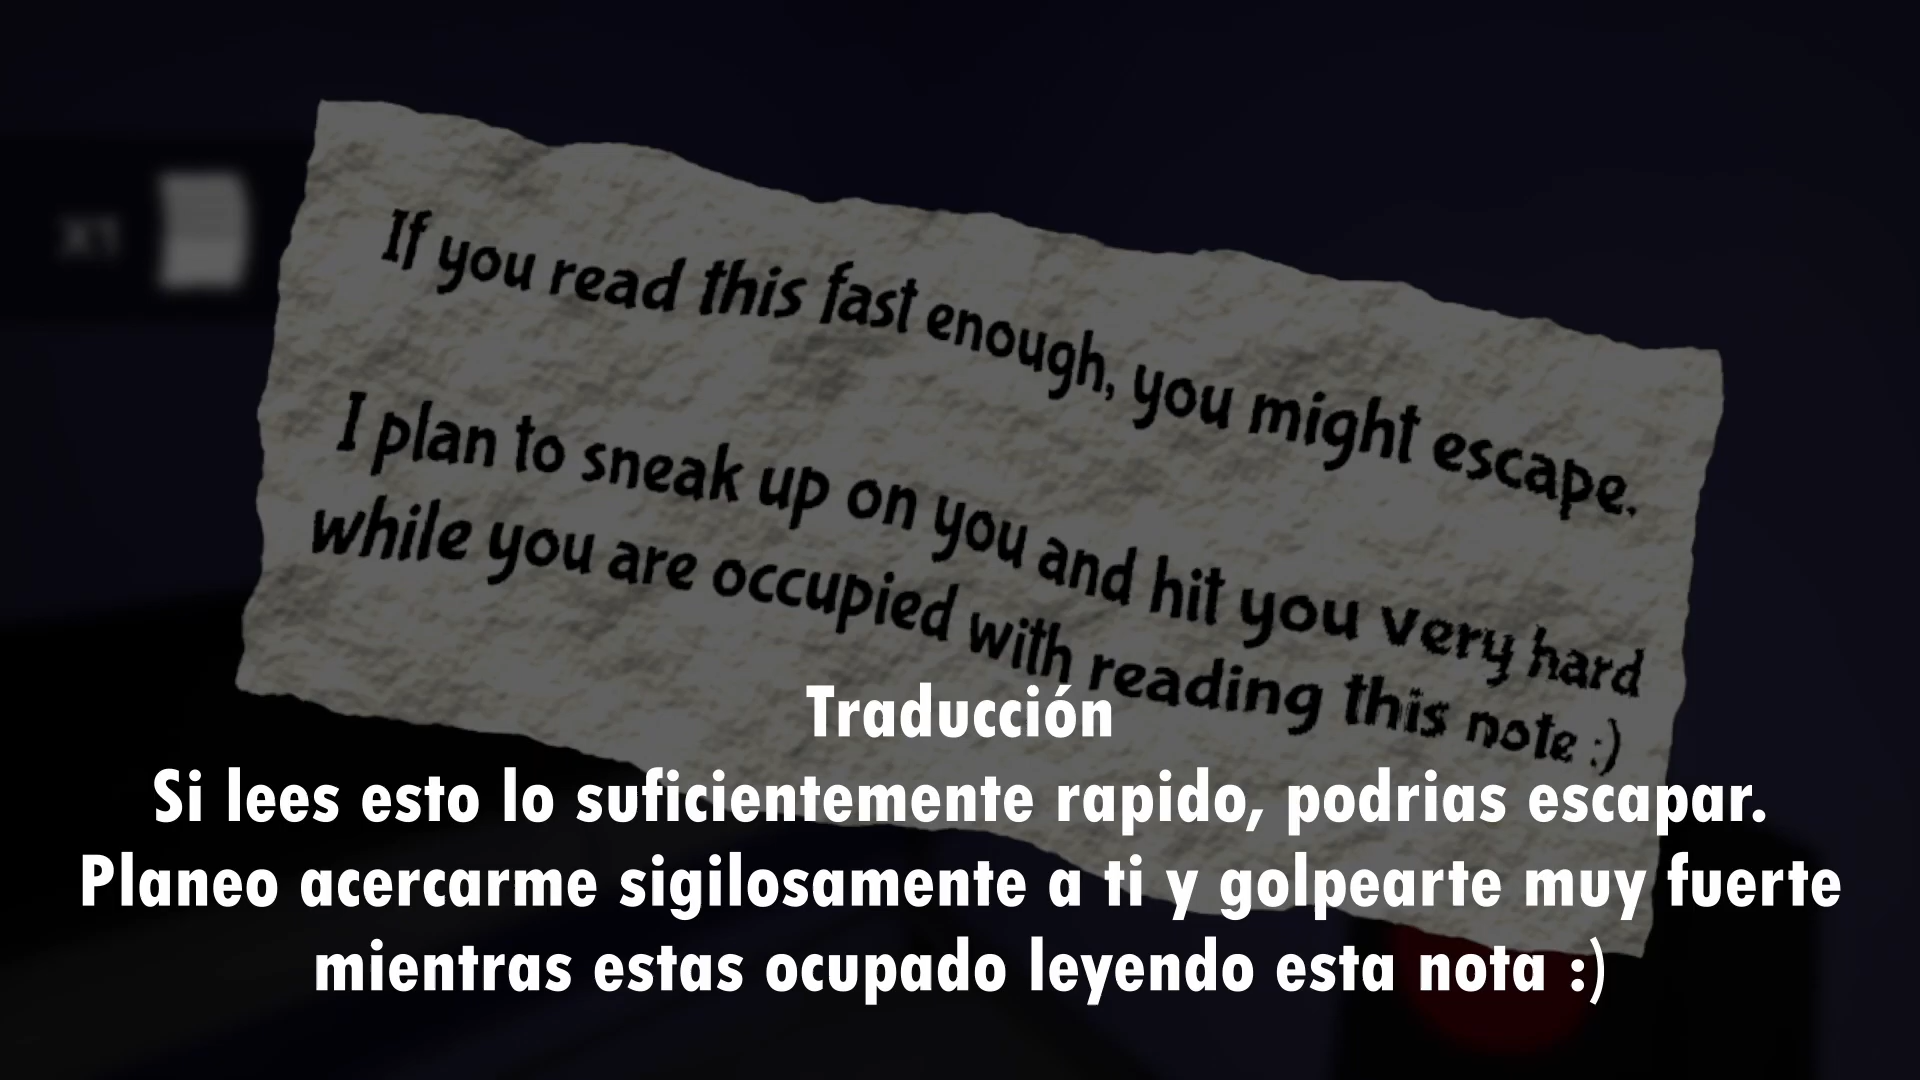 x1
If you read this fast enough, you might escape.
I plan to sneak up on you and hit you very hard
while you are occupied with reading this note :)
Traducción
Si lees esto lo suficientemente rapido, podrias escapar.
Planeo acercarme sigilosamente a ti y golpearte muy fuerte
mientras estas ocupado leyendo esta nota :)